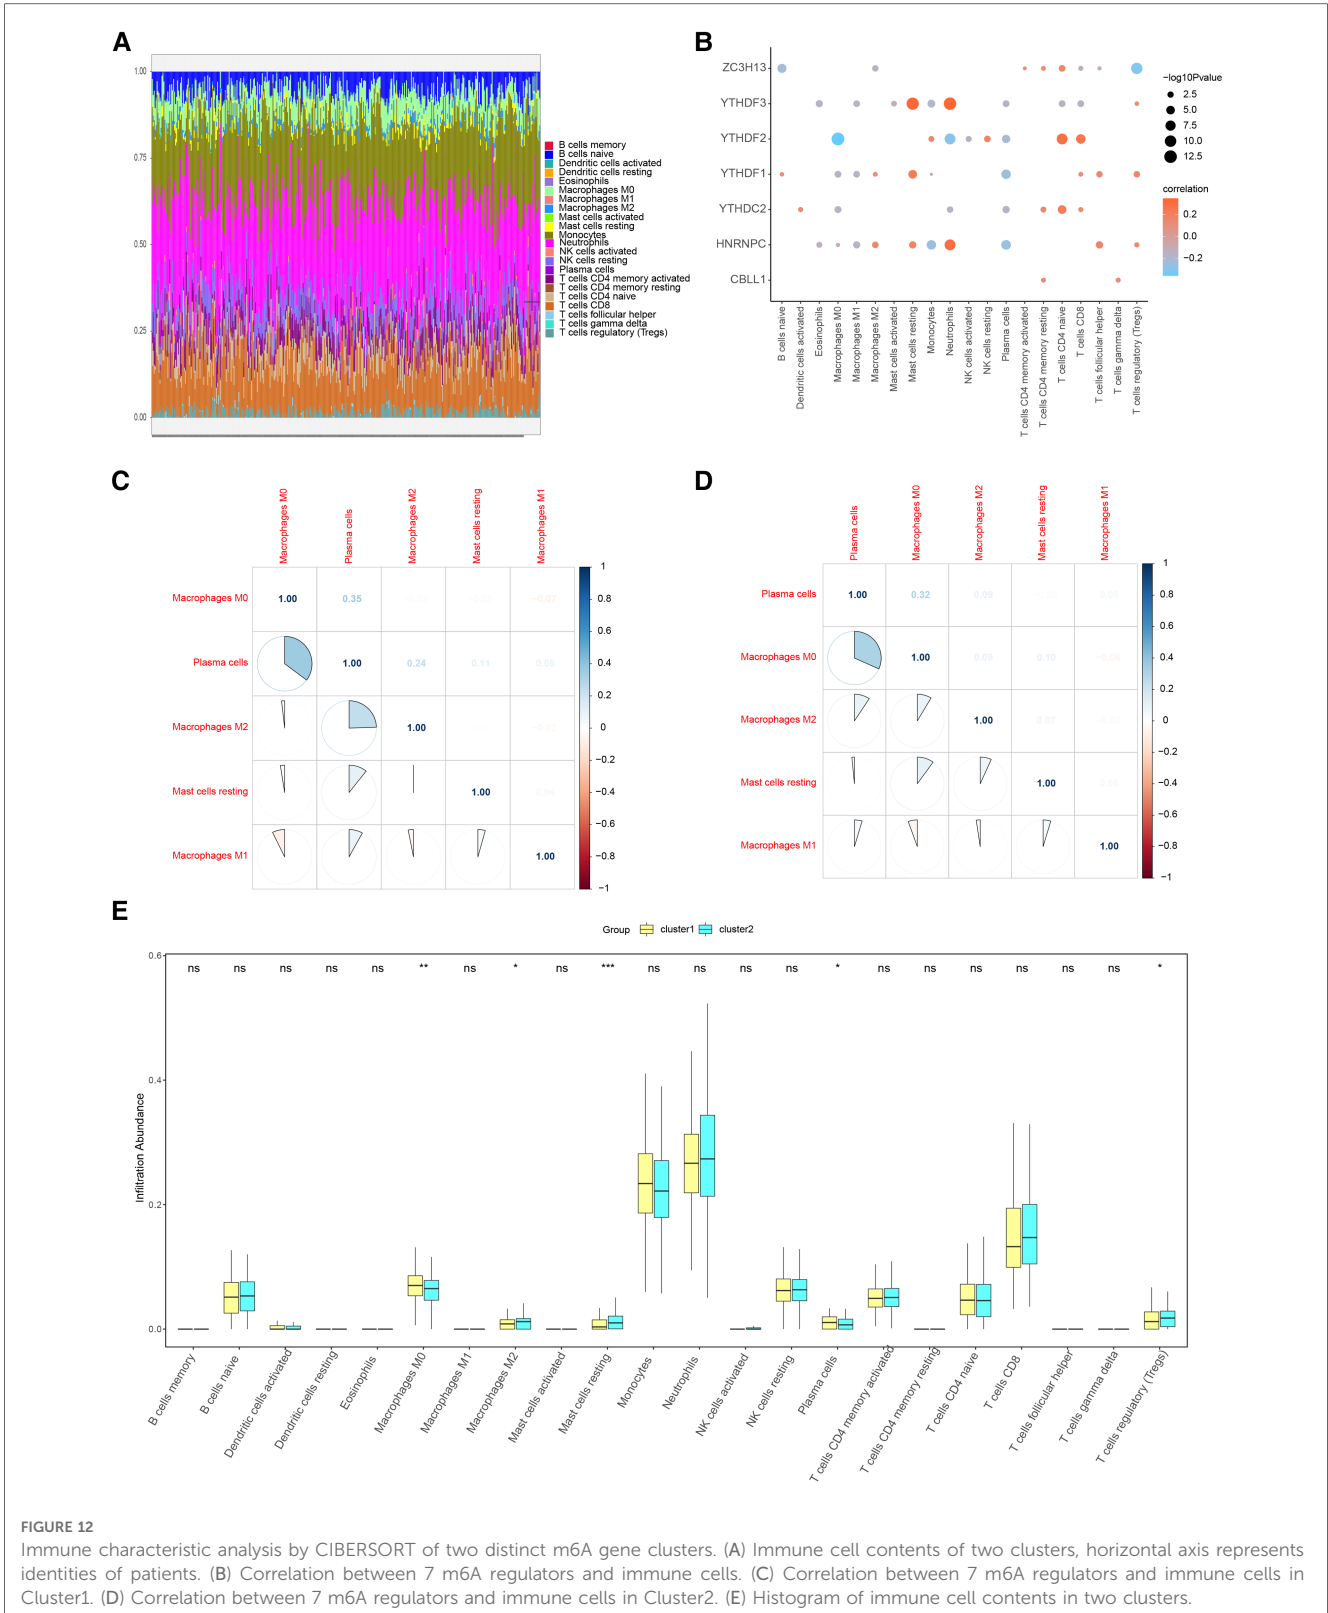 A
1.00
0.75
0.50
0.25
0.00
B cells memory
B cells naive
Dendritic cells activated
Dendritic cells resting
Eosinophils
Macrophages M0
Macrophages M1
Macrophages M2
Mast cells activated
Mast cells resting
Monocytes
Neutrophils
NK cells activated
NK cells resting
Plasma cells
T cells CD4 memory activated
T cells CD4 memory resting
T cells CD4 naive
T cells CD8
T cells follicular helper
T cells gamma delta
T cells regulatory (Tregs)
B
ZC3H13
YTHDF3
YTHDF2
YTHDF1
YTHDC2
HNRNPC
CBLL1
B cells naive
Dendritic cells activated
Eosinophils
Macrophages M0
Macrophages M1
Macrophages M2
Mast cells activated
Mast cells resting
Monocytes
Neutrophils
NK cells activated
NK cells resting
Plasma cells
T cells CD4 memory activated
T cells CD4 memory resting
T cells CD4 naive
T cells CD8
T cells follicular helper
T cells gamma delta
T cells regulatory (Tregs)
−log10Pvalue
2.5
5.0
7.5
10.0
12.5
correlation
0.2
0.0
−0.2
C
Macrophages M0
Plasma cells
Macrophages M2
Mast cells resting
Macrophages M1
Macrophages M0 1.00 0.35 −0.07
Plasma cells 1.00 0.24 0.11 0.08
Macrophages M2 1.00
Mast cells resting 1.00
Macrophages M1 1.00
1
0.8
0.6
0.4
0.2
0
−0.2
−0.4
−0.6
−0.8
−1
D
Plasma cells
Macrophages M0
Macrophages M2
Mast cells resting
Macrophages M1
Plasma cells 1.00 0.32 0.09
Macrophages M0 1.00 0.10
Macrophages M2 1.00
Mast cells resting 1.00
Macrophages M1 1.00
1
0.8
0.6
0.4
0.2
0
−0.2
−0.4
−0.6
−0.8
−1
E
Group cluster1 cluster2
ns ns ns ns ns ** ns * ns *** ns ns ns ns * ns ns ns ns ns ns *
Infiltration Abundance
0.6
0.4
0.2
0.0
B cells memory
B cells naive
Dendritic cells activated
Dendritic cells resting
Eosinophils
Macrophages M0
Macrophages M1
Macrophages M2
Mast cells activated
Mast cells resting
Monocytes
Neutrophils
NK cells activated
NK cells resting
Plasma cells
T cells CD4 memory activated
T cells CD4 memory resting
T cells CD4 naive
T cells CD8
T cells follicular helper
T cells gamma delta
T cells regulatory (Tregs)
FIGURE 12
Immune characteristic analysis by CIBERSORT of two distinct m6A gene clusters. (A) Immune cell contents of two clusters, horizontal axis represents
identities of patients. (B) Correlation between 7 m6A regulators and immune cells. (C) Correlation between 7 m6A regulators and immune cells in
Cluster1. (D) Correlation between 7 m6A regulators and immune cells in Cluster2. (E) Histogram of immune cell contents in two clusters.